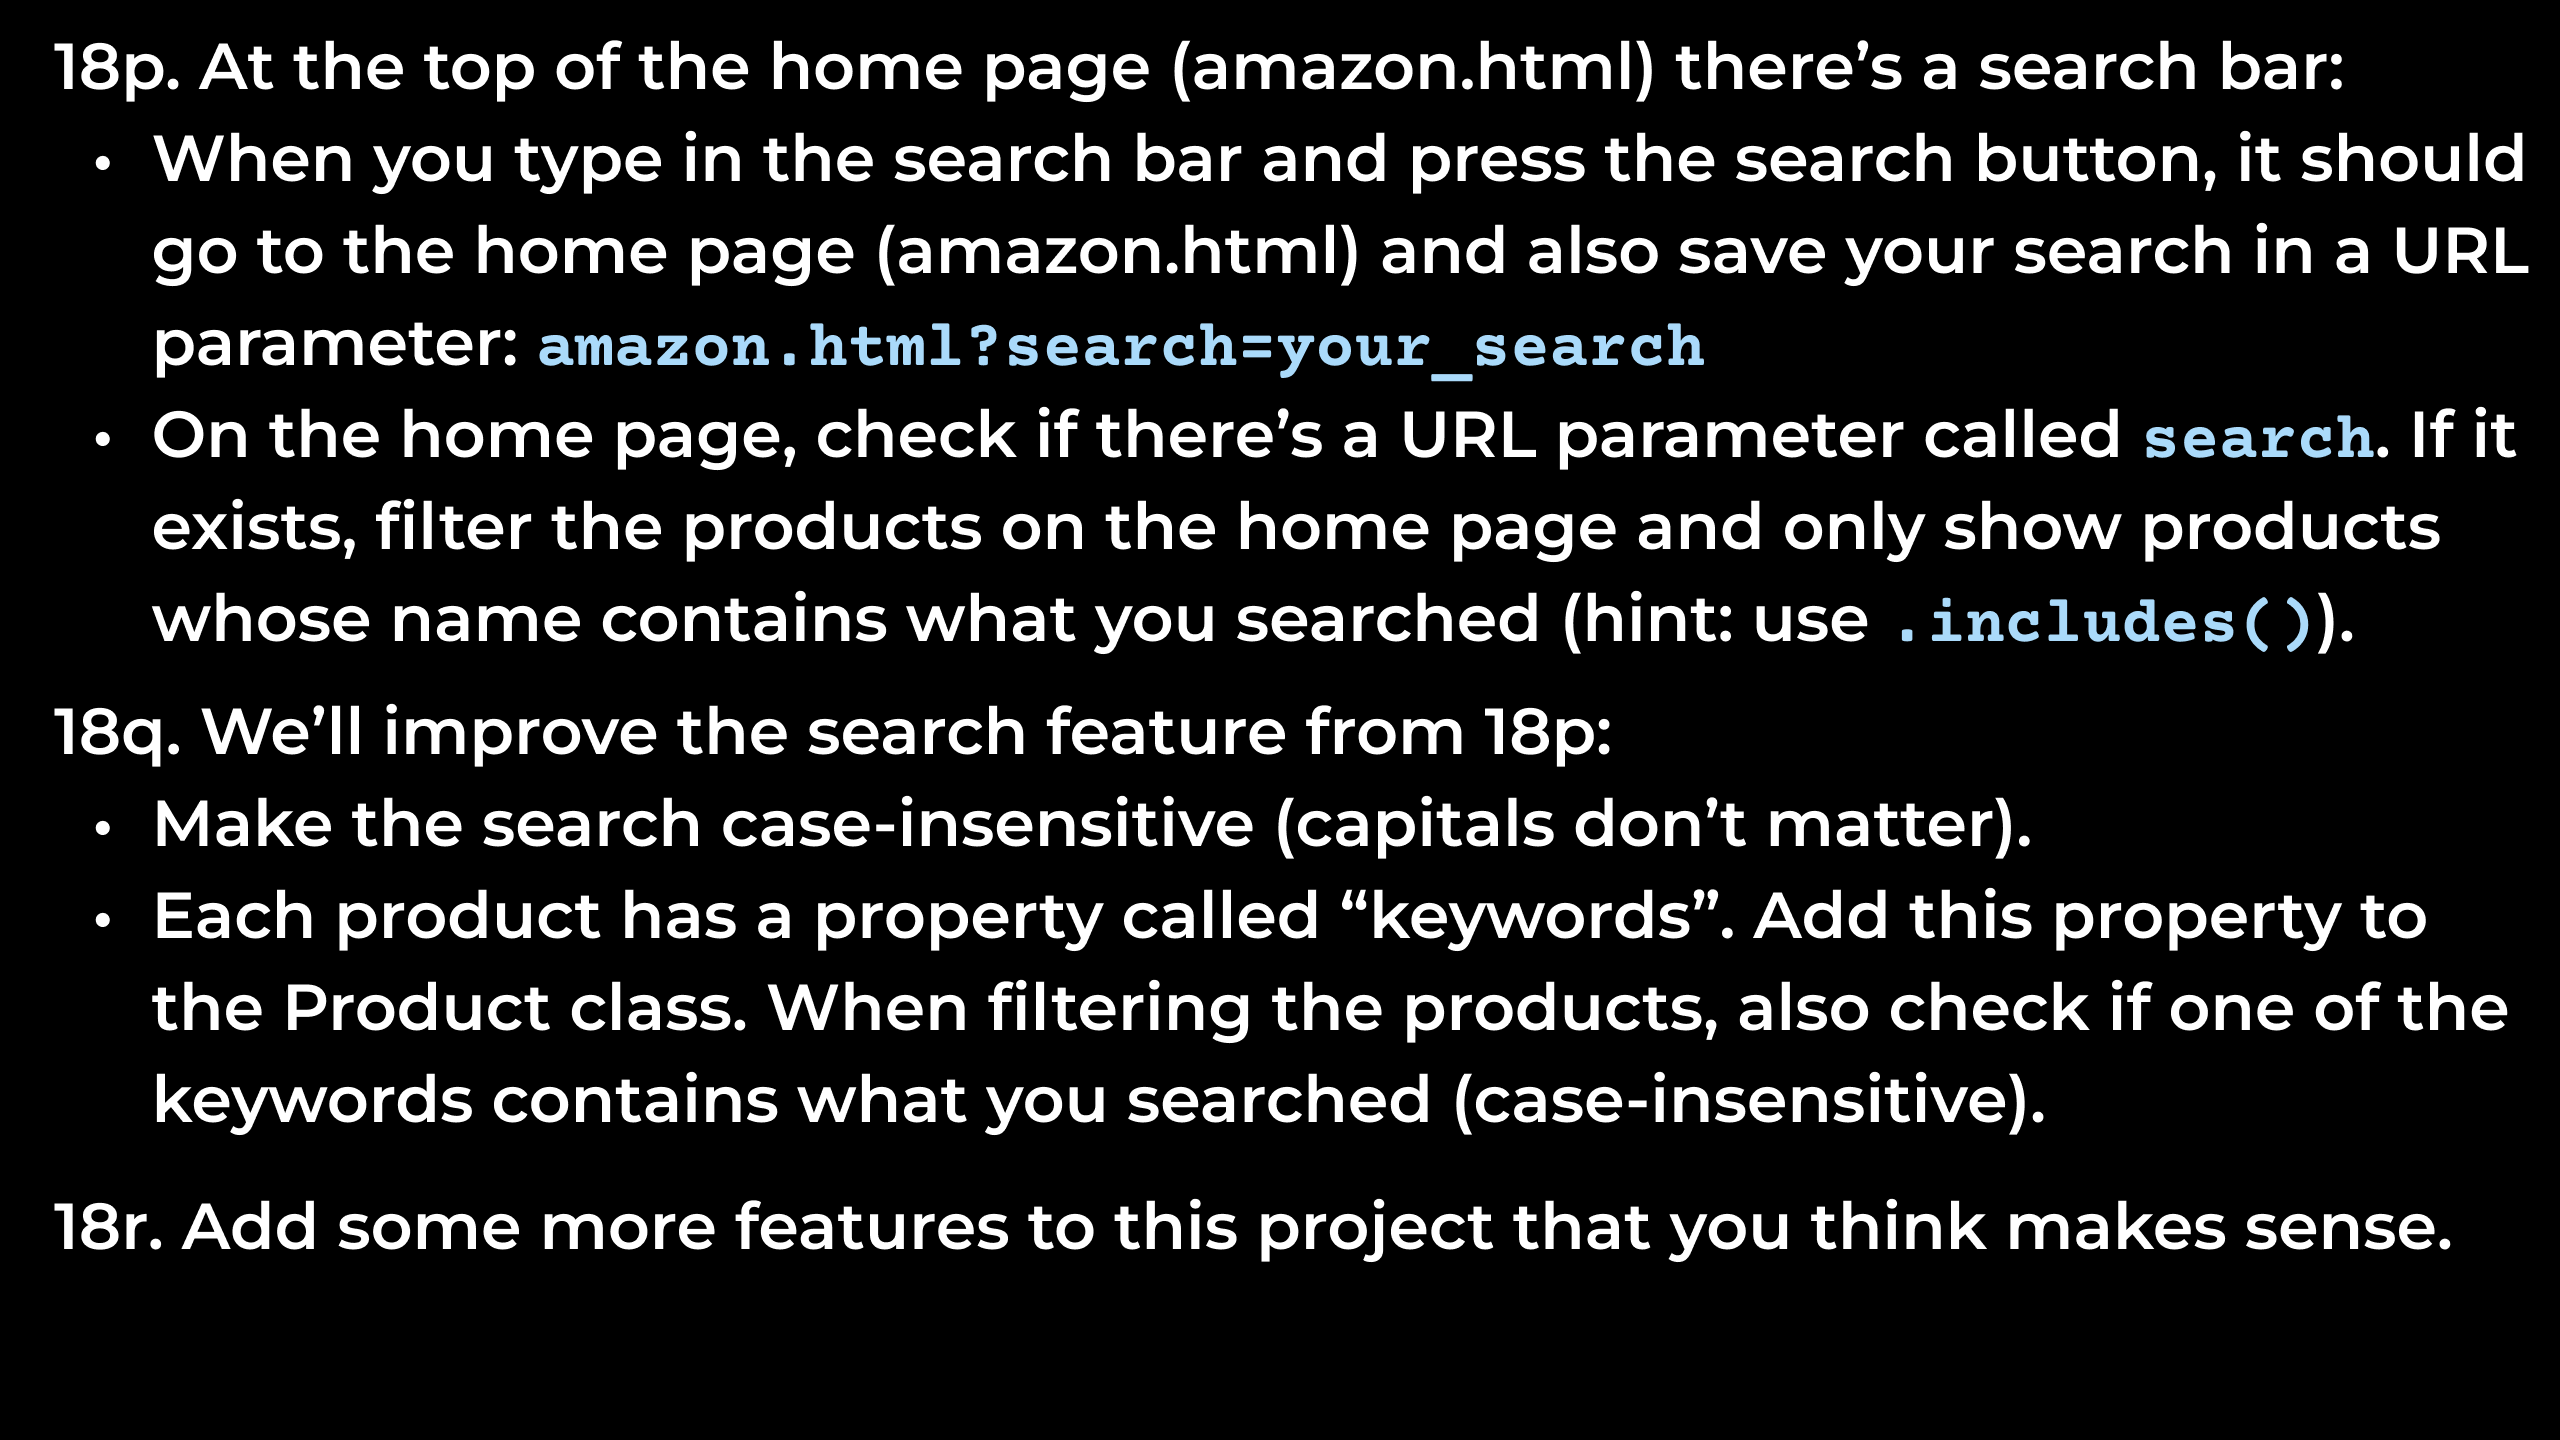 18p. At the top of the home page (amazon.html) there’s a search bar:
• When you type in the search bar and press the search button, it should
go to the home page (amazon.html) and also save your search in a URL
parameter: amazon.html?search=your_search
• On the home page, check if there’s a URL parameter called search. If it
exists, filter the products on the home page and only show products
whose name contains what you searched (hint: use .includes()).
18q. We’ll improve the search feature from 18p:
• Make the search case-insensitive (capitals don’t matter).
• Each product has a property called “keywords”. Add this property to
the Product class. When filtering the products, also check if one of the
keywords contains what you searched (case-insensitive).
18r. Add some more features to this project that you think makes sense.